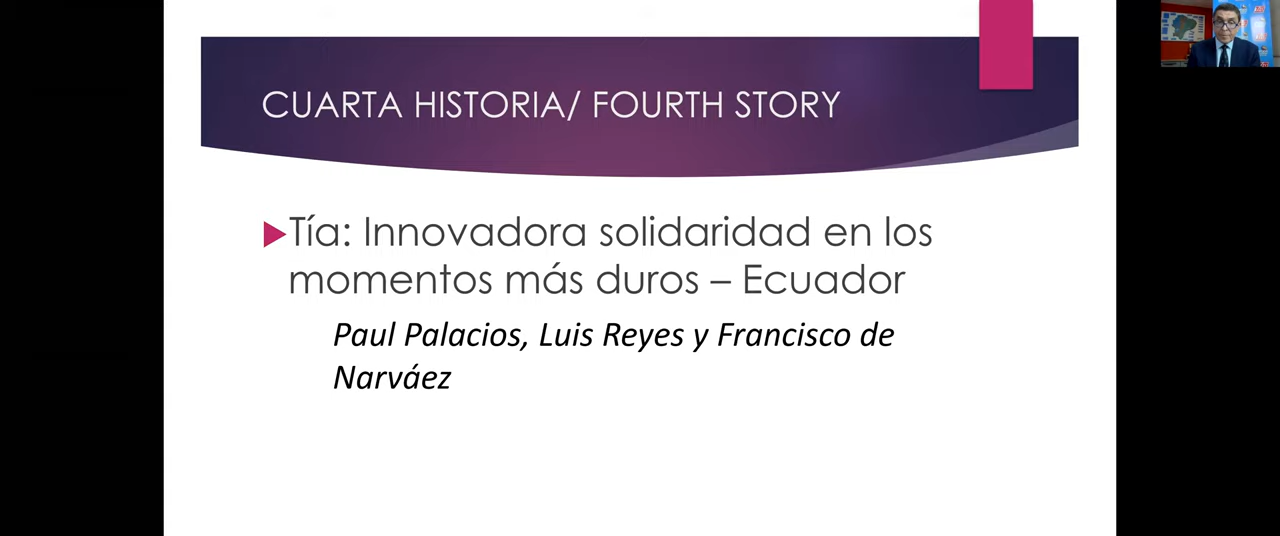 CUARTA HISTORIA/ FOURTH STORY
Tía: Innovadora solidaridad en los
momentos más duros – Ecuador
Paul Palacios, Luis Reyes y Francisco de
Narváez